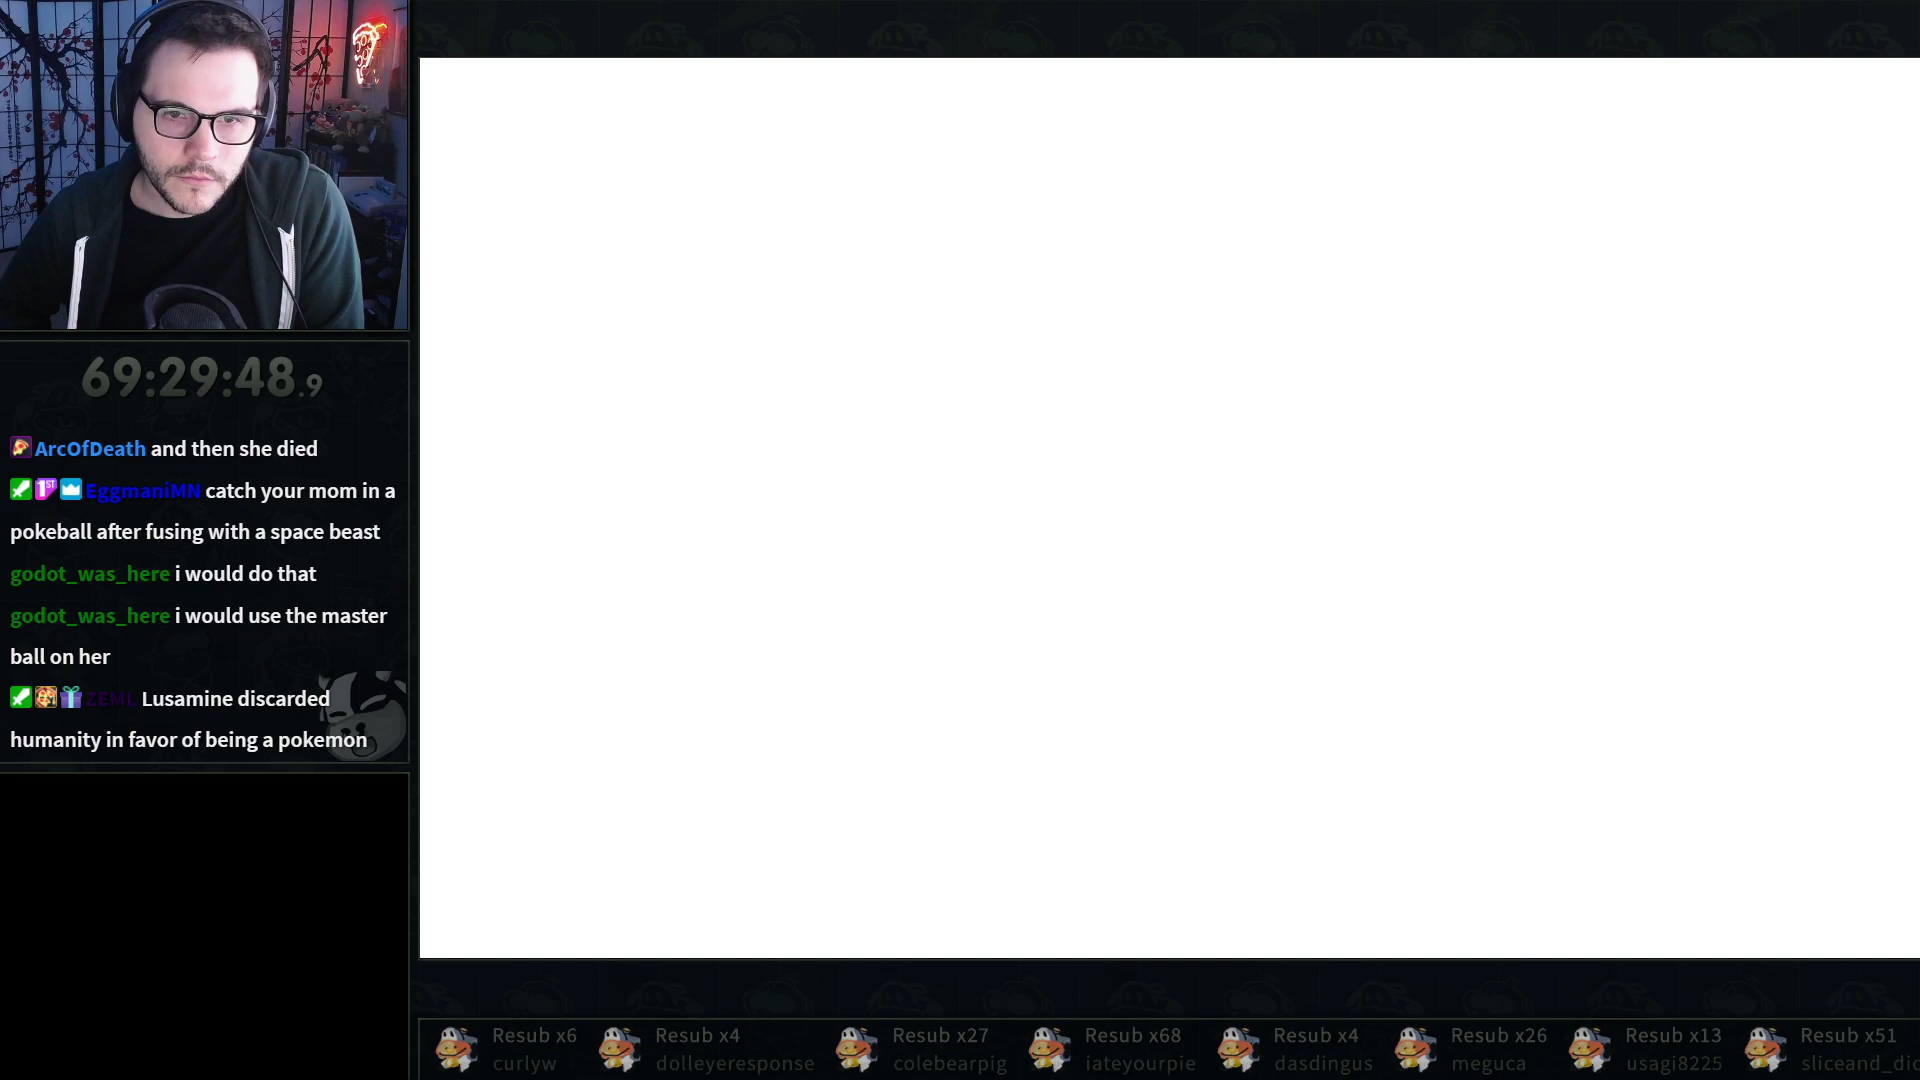 69:29:48.9
ArcOfDeath and then she died
EggmaniMN catch your mom in a
pokeball after fusing with a space beast
godot_was_here i would do that
godot_was_here i would use the master
ball on her
ZEML Lusamine discarded
humanity in favor of being a pokemon
Resub x6
curlyw
Resub x4
dolleyeresponse
Resub x27
colebearpig
Resub x68
iateyourpie
Resub x4
dasdingus
Resub x26
meguca
Resub x13
usagi8225
Resub x51
sliceand_dic